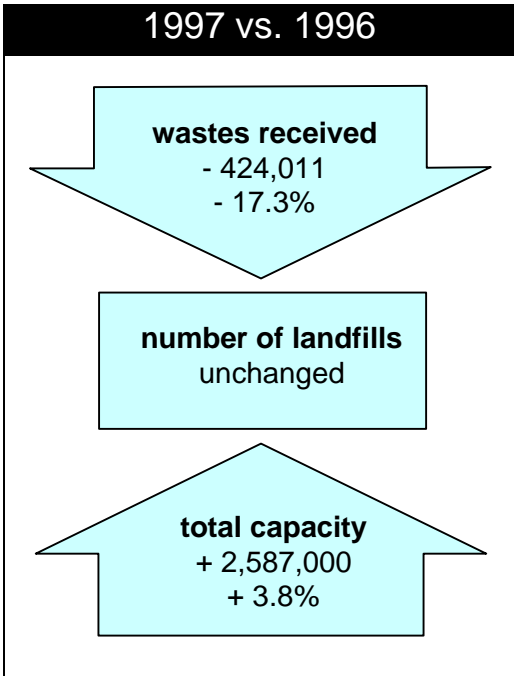 1997 vs. 1996
wastes received
- 424,011
- 17.3%
number of landfills
unchanged
total capacity
+ 2,587,000
+ 3.8%